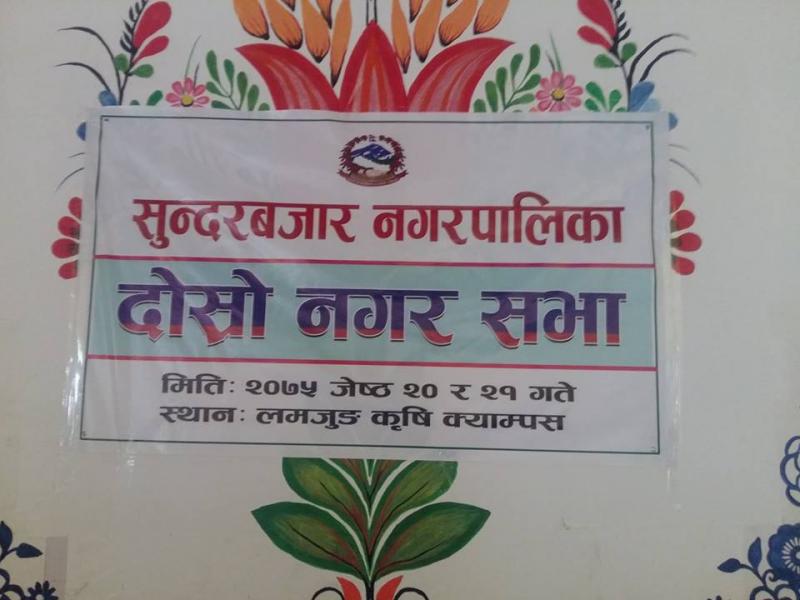 सुन्दरबजार नगरपालिका
दोस्रो नगर सभा
मिति: २०७५ जेष्ठ २० र २१ गते
स्थान: लमजुङ कृषि क्याम्पस